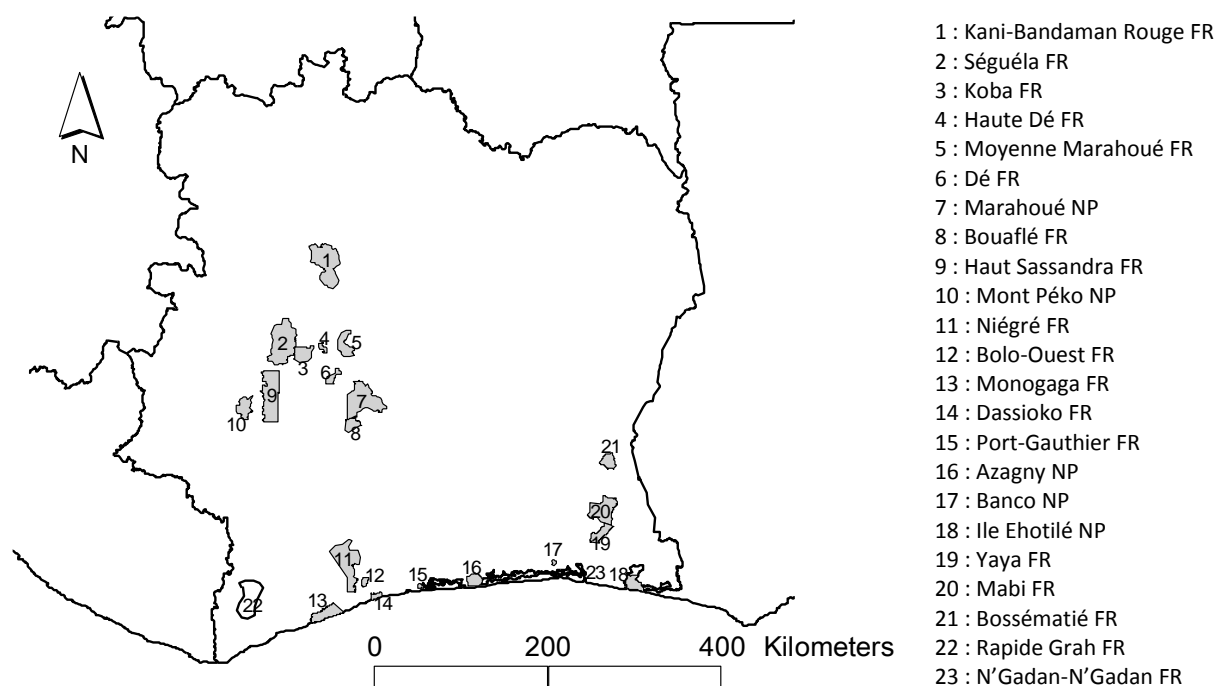 N
1
2
3
4
5
6
7
8
9
10
11
12
13
14
15
16
17
18
19
20
21
22
23
0 200 400 Kilometers
1 : Kani-Bandaman Rouge FR
2 : Séguéla FR
3 : Koba FR
4 : Haute Dé FR
5 : Moyenne Marahoué FR
6 : Dé FR
7 : Marahoué NP
8 : Bouaflé FR
9 : Haut Sassandra FR
10 : Mont Péko NP
11 : Niégré FR
12 : Bolo-Ouest FR
13 : Monogaga FR
14 : Dassioko FR
15 : Port-Gauthier FR
16 : Azagny NP
17 : Banco NP
18 : Ile Ehotilé NP
19 : Yaya FR
20 : Mabi FR
21 : Bossématié FR
22 : Rapide Grah FR
23 : N’Gadan-N’Gadan FR